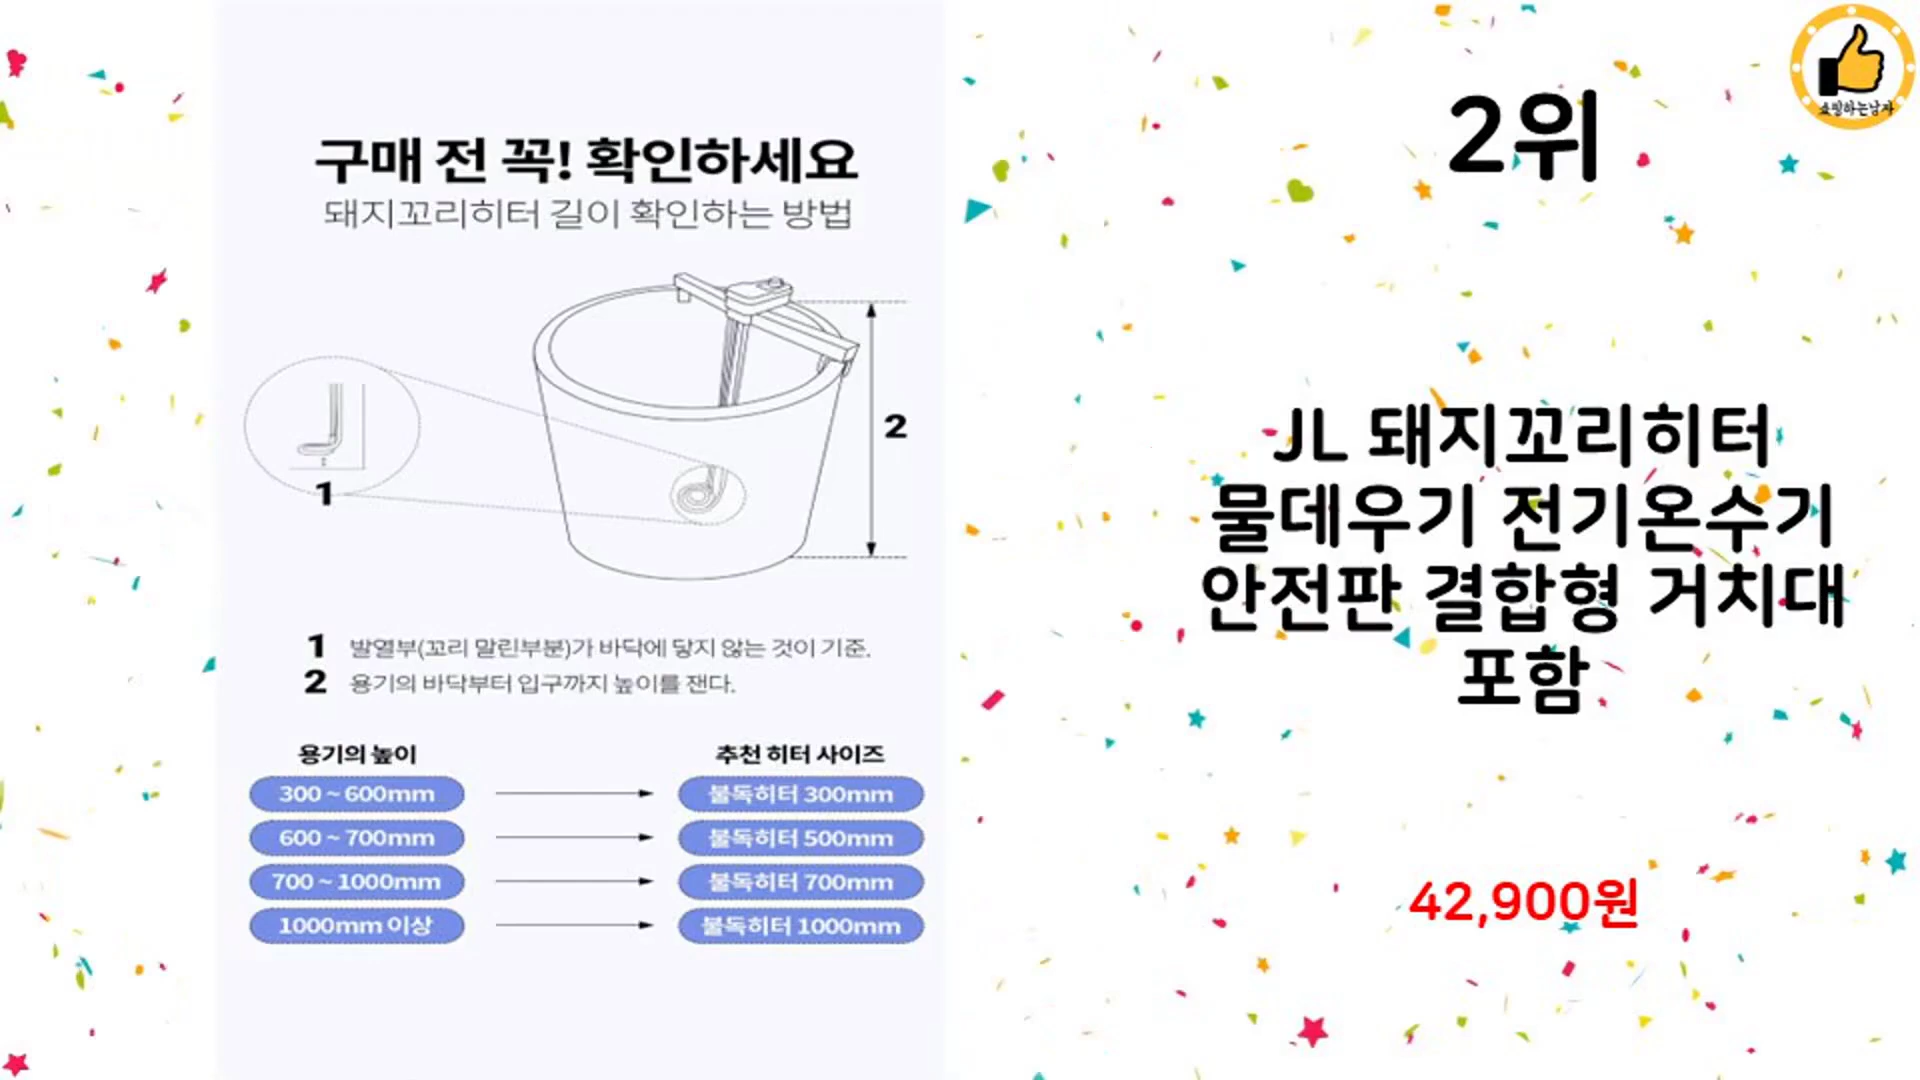 구매 전 꼭! 확인하세요
돼지꼬리히터 길이 확인하는 방법
2
1
1 발열부(꼬리 말린부분)가 바닥에 닿지 않는 것이 기준.
2 용기의 바닥부터 입구까지 높이를 잰다.
용기의 높이 추천 히터 사이즈
300 ~ 600mm 불독히터 300mm
600 ~ 700mm 불독히터 500mm
700 ~ 1000mm 불독히터 700mm
1000mm 이상 불독히터 1000mm
쇼핑하는남자
2위
JL 돼지꼬리히터
물데우기 전기온수기
안전판 결합형 거치대
포함
42,900원